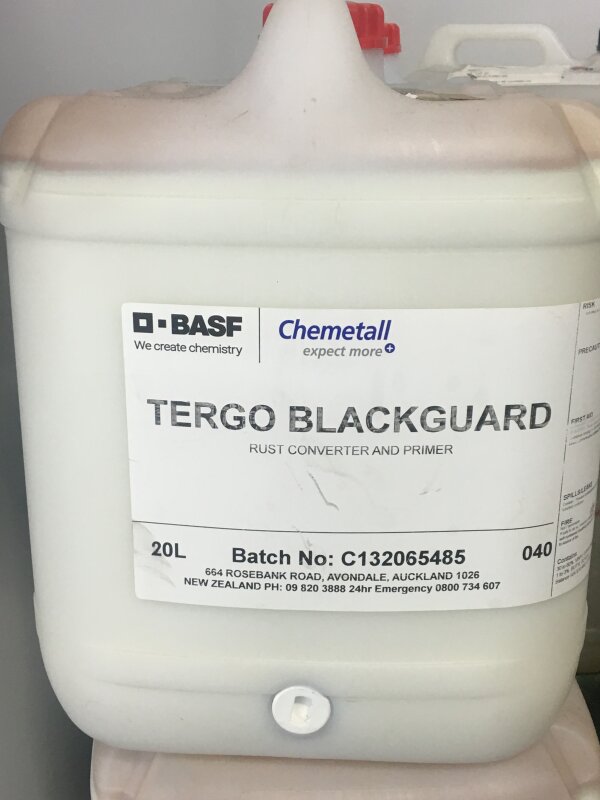 BASF
We create chemistry
Chemetall
expect more+
TERGO BLACKGUARD
RUST CONVERTER AND PRIMER
20L
Batch No: C132065485
040
664 ROSEBANK ROAD, AVONDALE, AUCKLAND 1026
NEW ZEALAND PH: 09 820 3888 24hr Emergency 0800 734 607
RISK
FIRST AID
FIRE